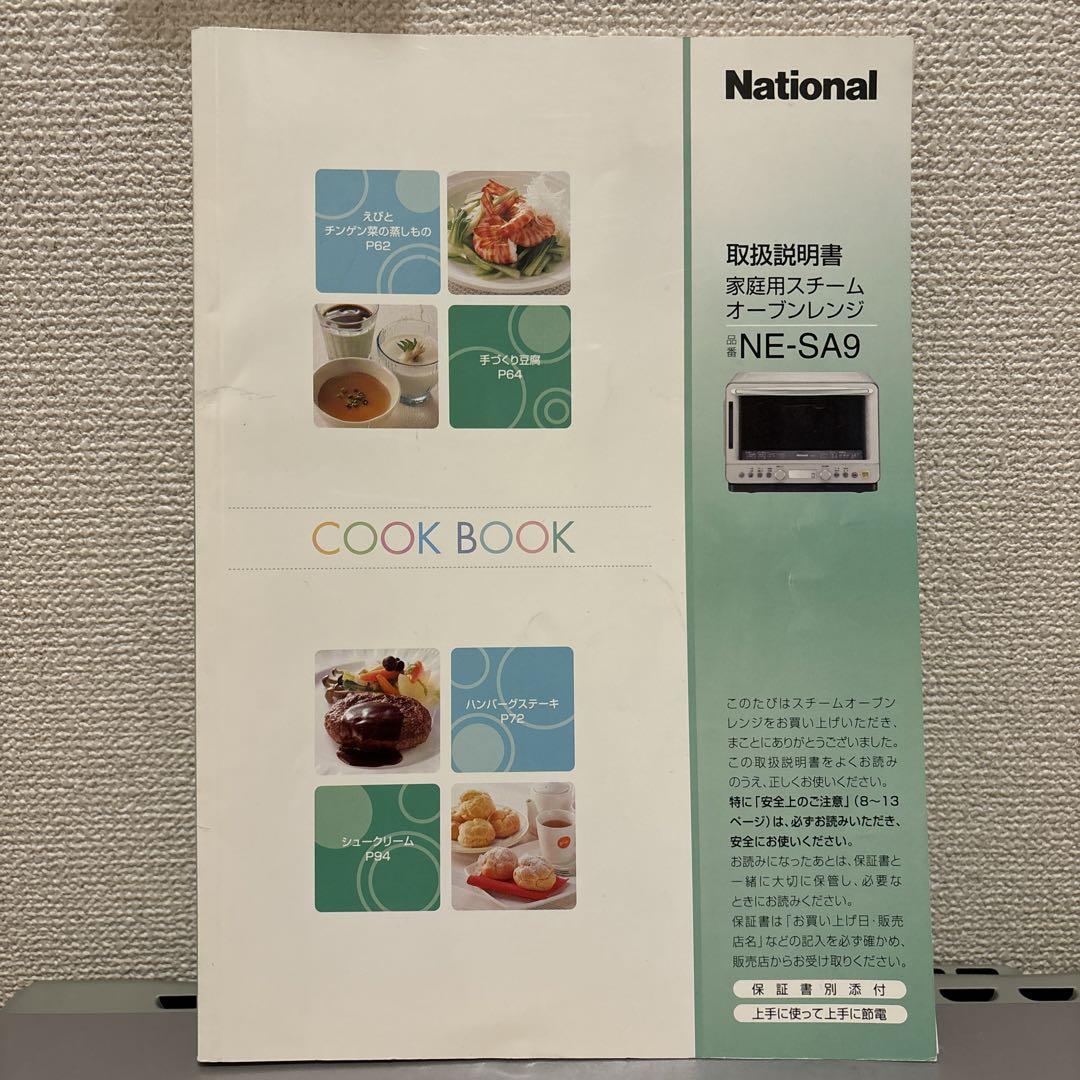 National
取扱説明書
家庭用スチーム
オーブンレンジ
品番 NE-SA9
えびと
チンゲン菜の蒸しもの
P62
手づくり豆腐
P64
COOK BOOK
ハンバーグステーキ
P72
シュークリーム
P94
このたびはスチームオーブン
レンジをお買い上げいただき、
まことにありがとうございました。
この取扱説明書をよくお読み
のうえ、正しくお使いください。
特に「安全上のご注意」(8〜13
ページ)は、必ずお読みいただき、
安全にお使いください。
お読みになったあとは、保証書と
一緒に大切に保管し、必要な
ときにお読みください。
保証書は「お買い上げ日・販売
店名」などの記入を必ず確かめ、
販売店からお受け取りください。
保証書別添付
上手に使って上手に節電